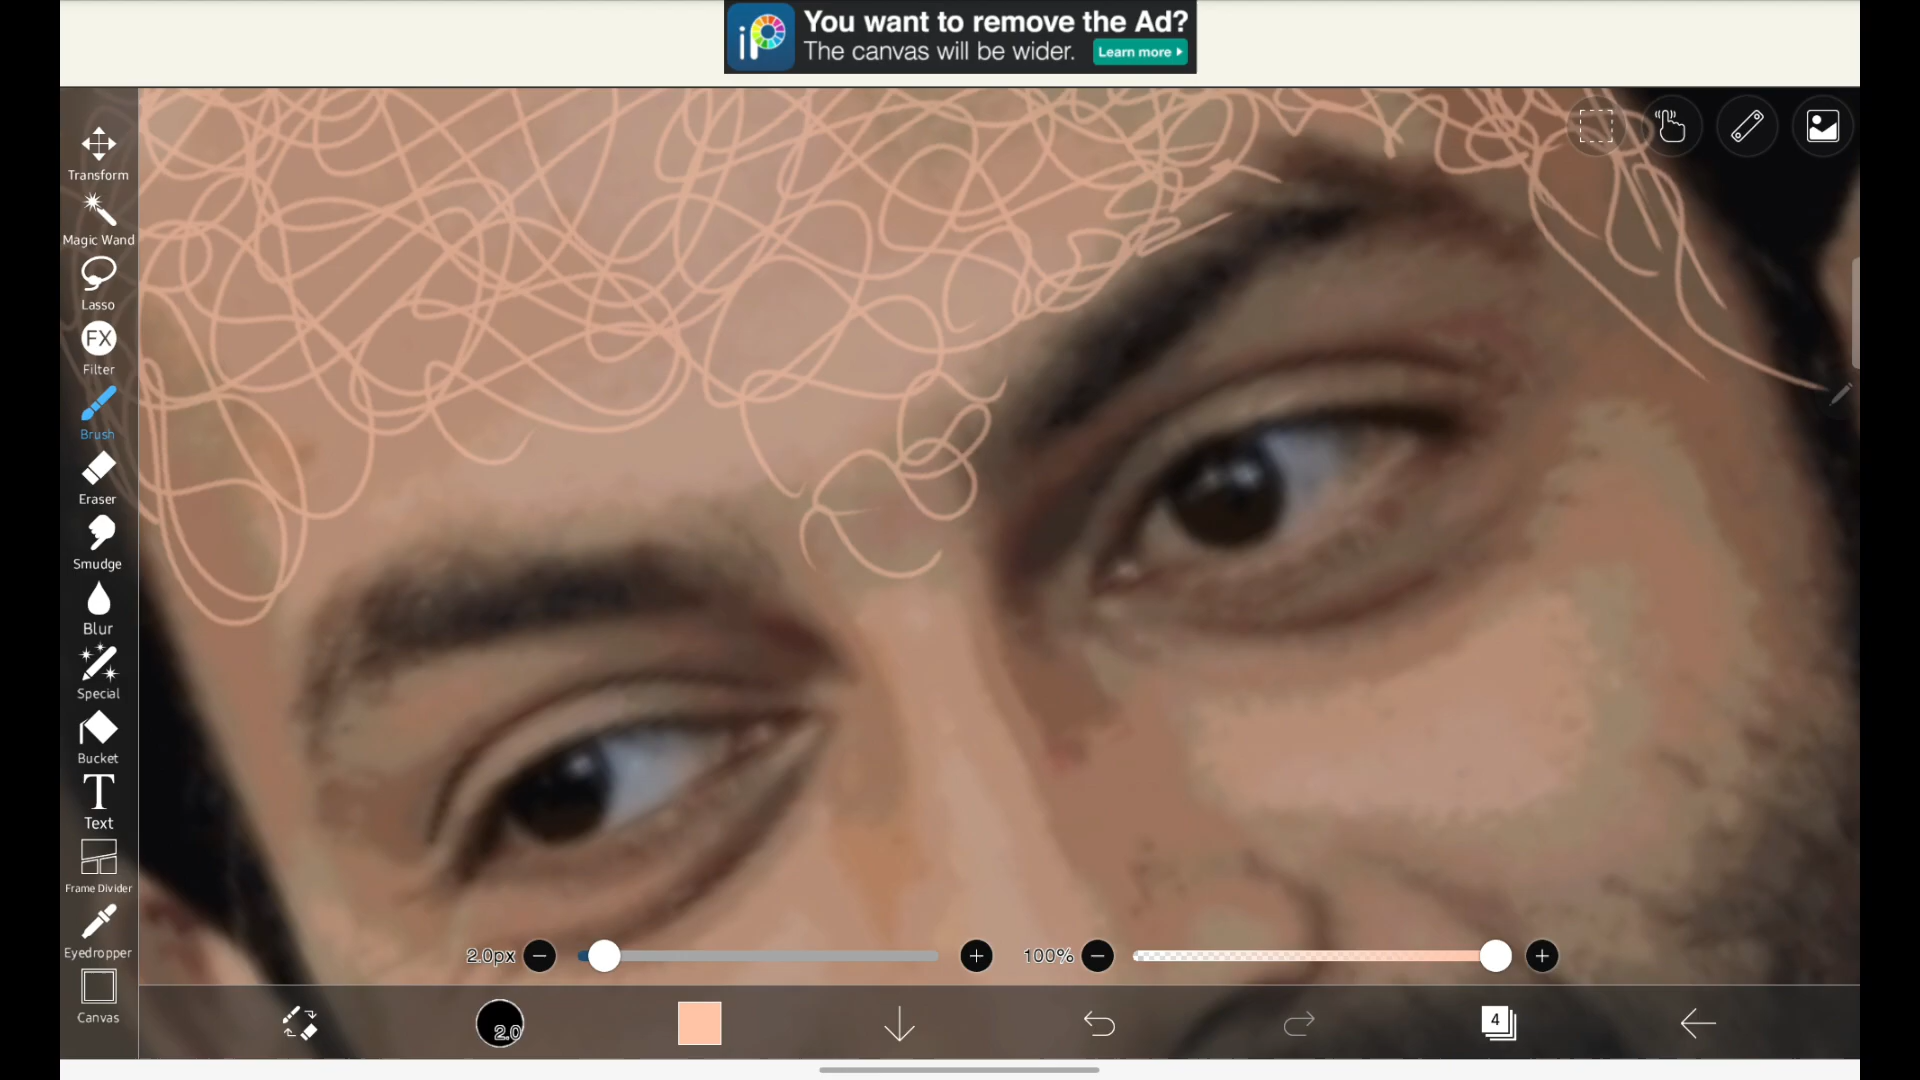 iP
You want to remove the Ad?
The canvas will be wider.
Learn more
Transform
Magic Wand
Lasso
FX
Filter
Brush
Eraser
Smudge
Blur
Special
Bucket
T
Text
Frame Divider
Eyedropper
Canvas
2.0px
100%
2.0
4